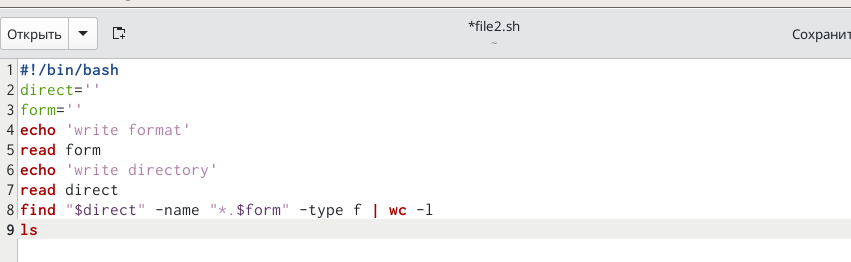 Открыть
*file2.sh
~
Сохранит
1 #!/bin/bash
2 direct=''
3 form=''
4 echo 'write format'
5 read form
6 echo 'write directory'
7 read direct
8 find "$direct" -name "*.$form" -type f | wc -l
9 ls